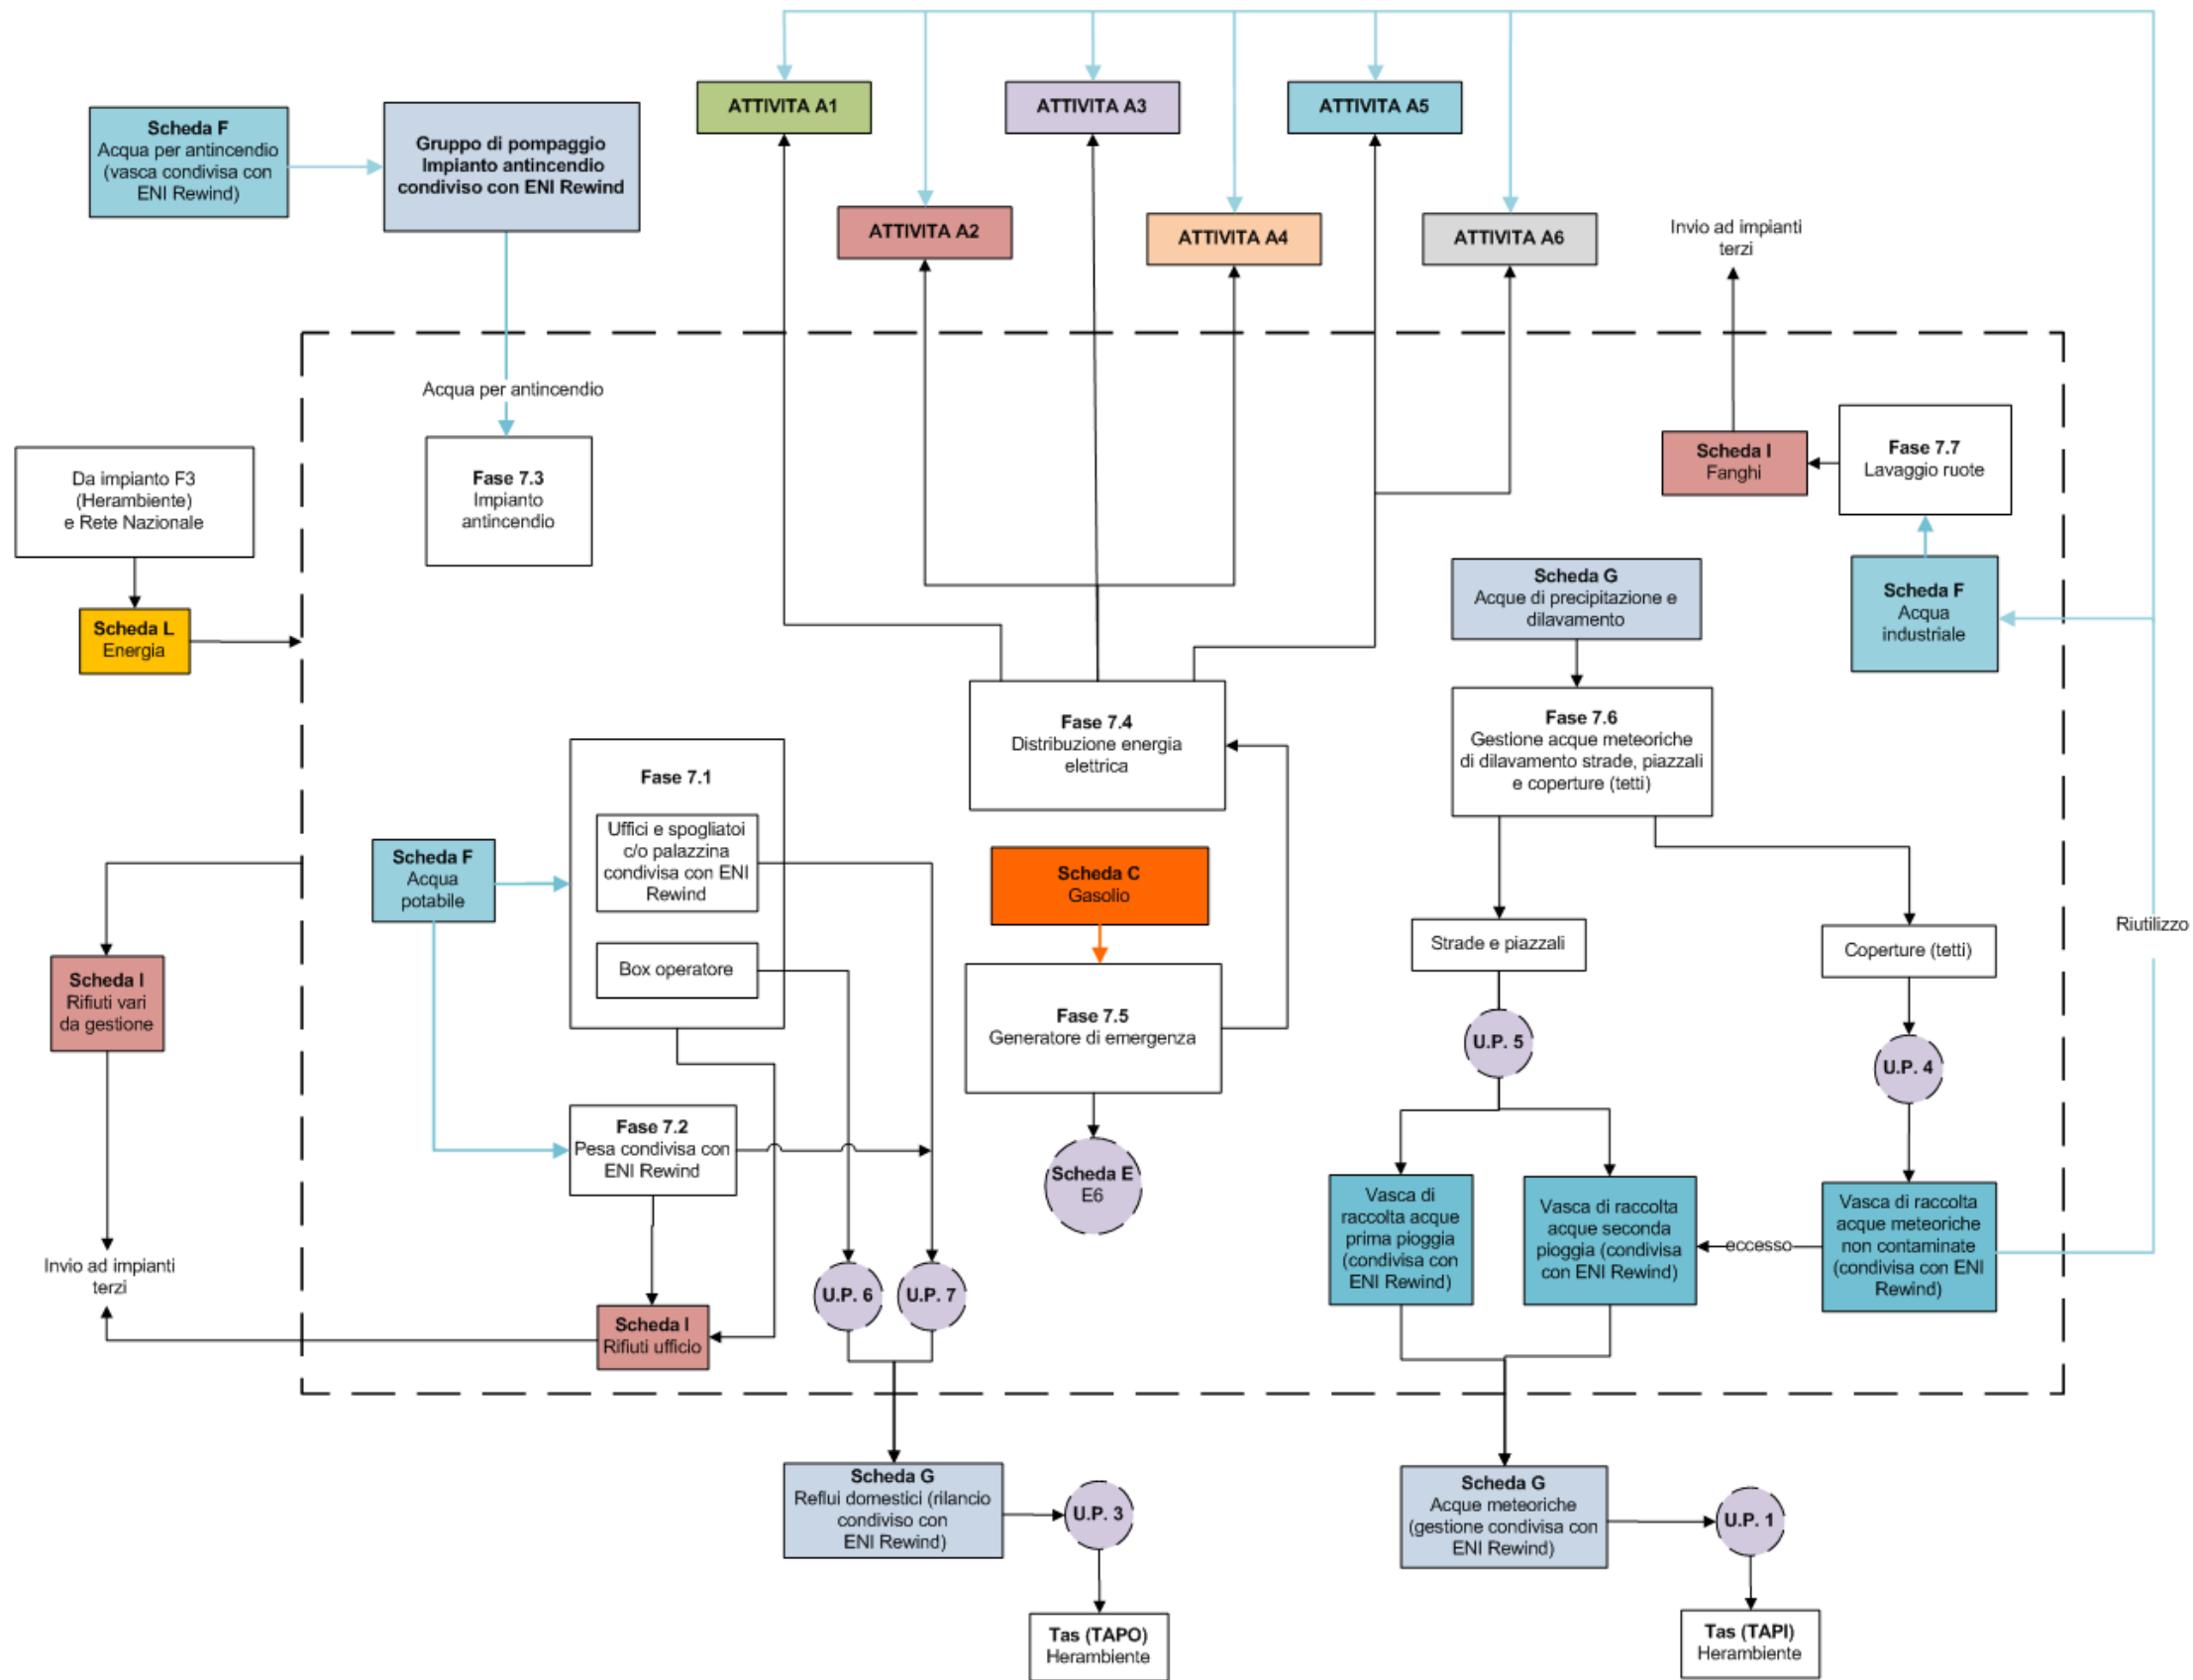 ATTIVITA A1
ATTIVITA A3
ATTIVITA A5
Scheda F
Acqua per antincendio
(vasca condivisa con
ENI Rewind)
Gruppo di pompaggio
Impianto antincendio
condiviso con ENI Rewind
ATTIVITA A2
ATTIVITA A4
ATTIVITA A6
Invio ad impianti
terzi
Acqua per antincendio
Fase 7.3
Impianto
antincendio
Scheda I
Fanghi
Fase 7.7
Lavaggio ruote
Da impianto F3
(Herambiente)
e Rete Nazionale
Scheda L
Energia
Scheda G
Acque di precipitazione e
dilavamento
Scheda F
Acqua
industriale
Fase 7.4
Distribuzione energia
elettrica
Fase 7.6
Gestione acque meteoriche
di dilavamento strade, piazzali
e coperture (tetti)
Fase 7.1
Uffici e spogliatoi
c/o palazzina
condivisa con ENI
Rewind
Box operatore
Scheda F
Acqua
potabile
Scheda C
Gasolio
Strade e piazzali
Coperture (tetti)
Riutilizzo
Scheda I
Rifiuti vari
da gestione
Fase 7.5
Generatore di emergenza
U.P. 5
U.P. 4
Fase 7.2
Pesa condivisa con
ENI Rewind
Scheda E
E6
Vasca di
raccolta acque
prima pioggia
(condivisa con
ENI Rewind)
Vasca di raccolta
acque seconda
pioggia (condivisa
con ENI Rewind)
eccesso
Vasca di raccolta
acque meteoriche
non contaminate
(condivisa con ENI
Rewind)
Invio ad impianti
terzi
U.P. 6
U.P. 7
Scheda I
Rifiuti ufficio
Scheda G
Reflui domestici (rilancio
condiviso con
ENI Rewind)
U.P. 3
Scheda G
Acque meteoriche
(gestione condivisa con
ENI Rewind)
U.P. 1
Tas (TAPO)
Herambiente
Tas (TAPI)
Herambiente